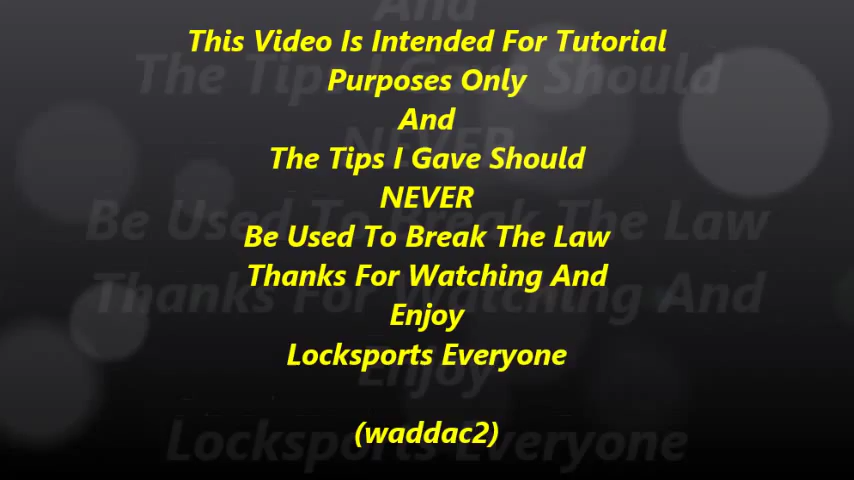 This Video Is Intended For Tutorial
Purposes Only
And
The Tips I Gave Should
NEVER
Be Used To Break The Law
Thanks For Watching And
Enjoy
Locksports Everyone
(waddac2)